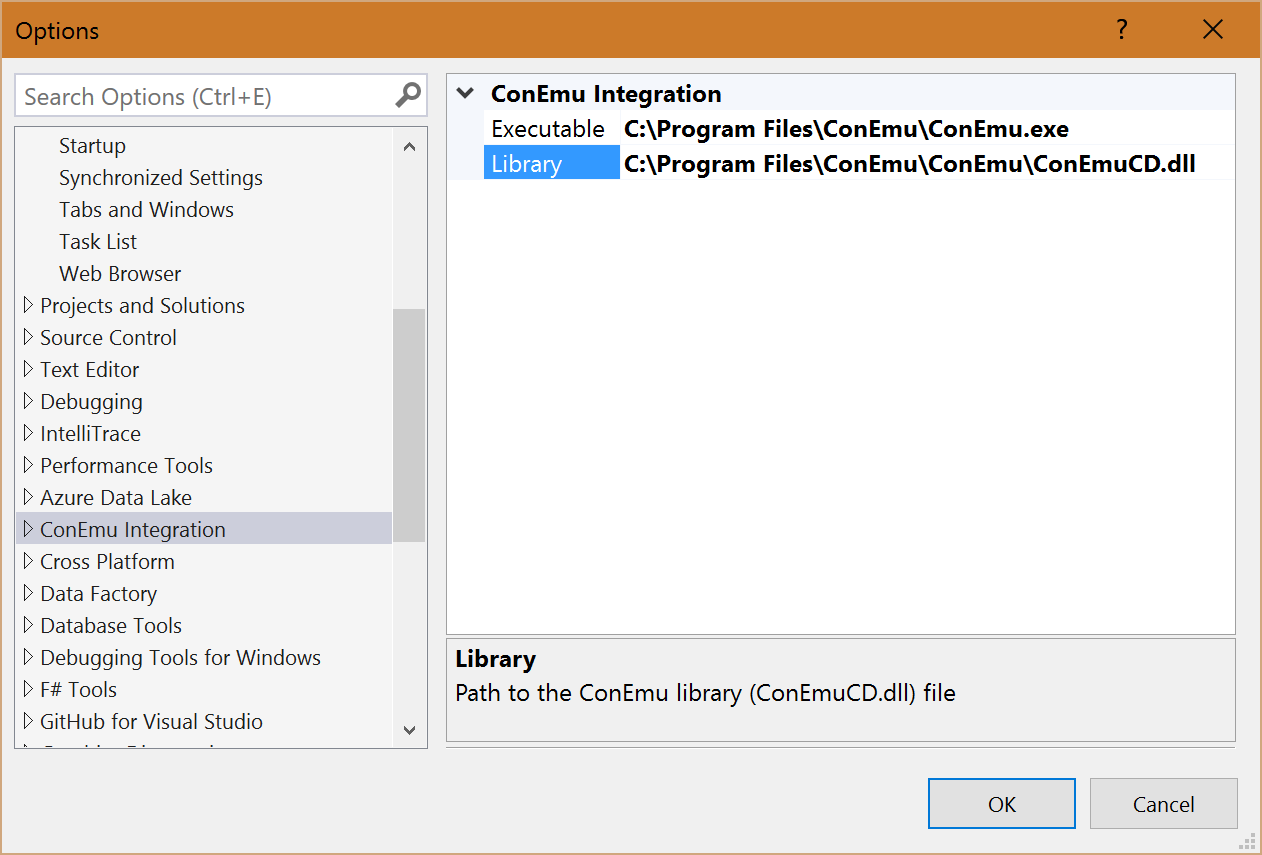 Options
?
Search Options (Ctrl+E)
Startup
Synchronized Settings
Tabs and Windows
Task List
Web Browser
Projects and Solutions
Source Control
Text Editor
Debugging
IntelliTrace
Performance Tools
Azure Data Lake
ConEmu Integration
Cross Platform
Data Factory
Database Tools
Debugging Tools for Windows
F# Tools
GitHub for Visual Studio
ConEmu Integration
Executable C:\Program Files\ConEmu\ConEmu.exe
Library C:\Program Files\ConEmu\ConEmu\ConEmuCD.dll
Library
Path to the ConEmu library (ConEmuCD.dll) file
OK Cancel